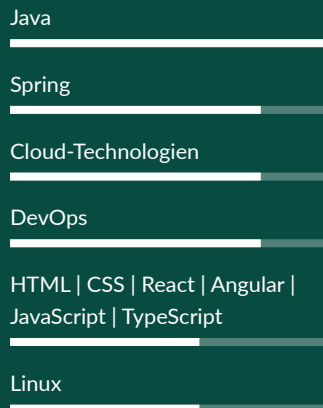 Java
Spring
Cloud-Technologien
DevOps
HTML | CSS | React | Angular |
JavaScript | TypeScript
Linux